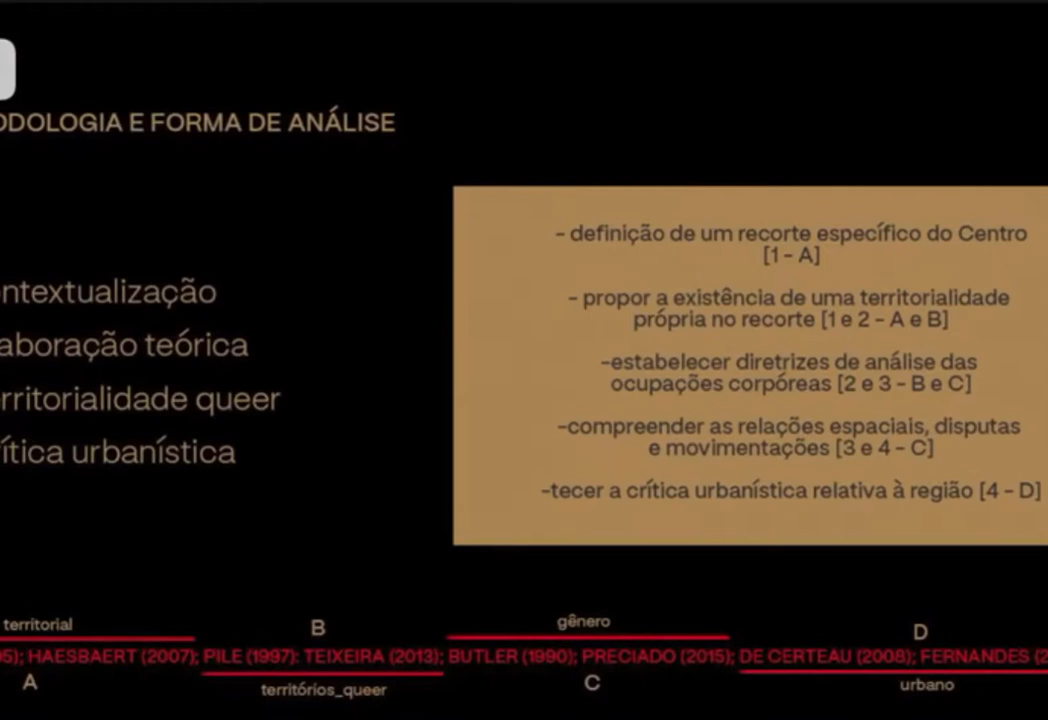 ODOLOGIA E FORMA DE ANÁLISE
ntextualização
aboração teórica
rritorialidade queer
ítica urbanística
- definição de um recorte específico do Centro
[1 - A]
- propor a existência de uma territorialidade
própria no recorte [1 e 2 - A e B]
-estabelecer diretrizes de análise das
ocupações corpóreas [2 e 3 - B e C]
-compreender as relações espaciais, disputas
e movimentações [3 e 4 - C]
-tecer a crítica urbanística relativa à região [4 - D]
territorial B gênero D
5); HAESBAERT (2007); PILE (1997): TEIXEIRA (2013); BUTLER (1990); PRECIADO (2015); DE CERTEAU (2008); FERNANDES (2
A territórios_queer C urbano